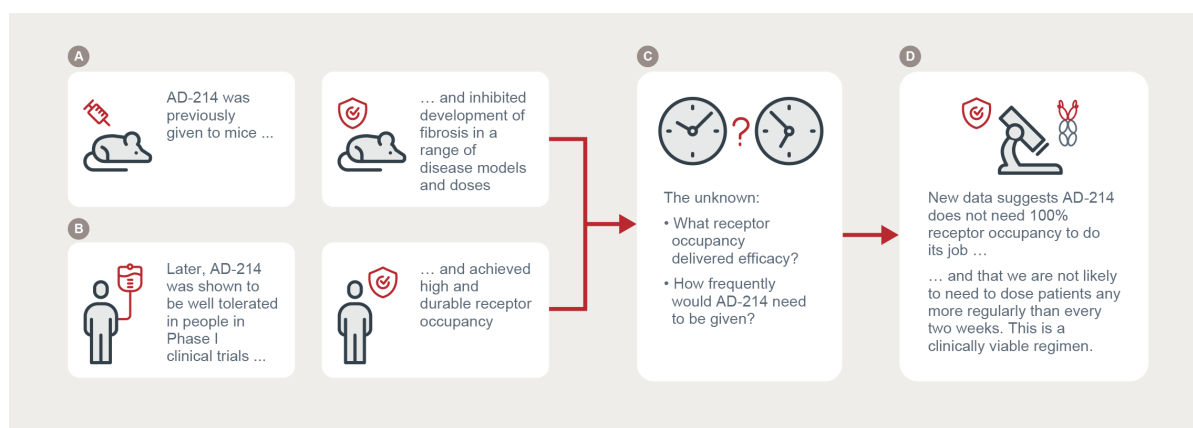 A
AD-214 was
previously
given to mice ...
... and inhibited
development of
fibrosis in a
range of
disease models
and doses
B
Later, AD-214
was shown to
be well tolerated
in people in
Phase I
clinical trials ...
... and achieved
high and
durable receptor
occupancy
C
?
The unknown:
• What receptor
occupancy
delivered efficacy?
• How frequently
would AD-214 need
to be given?
D
New data suggests AD-214
does not need 100%
receptor occupancy to do
its job ...
... and that we are not likely
to need to dose patients any
more regularly than every
two weeks. This is a
clinically viable regimen.